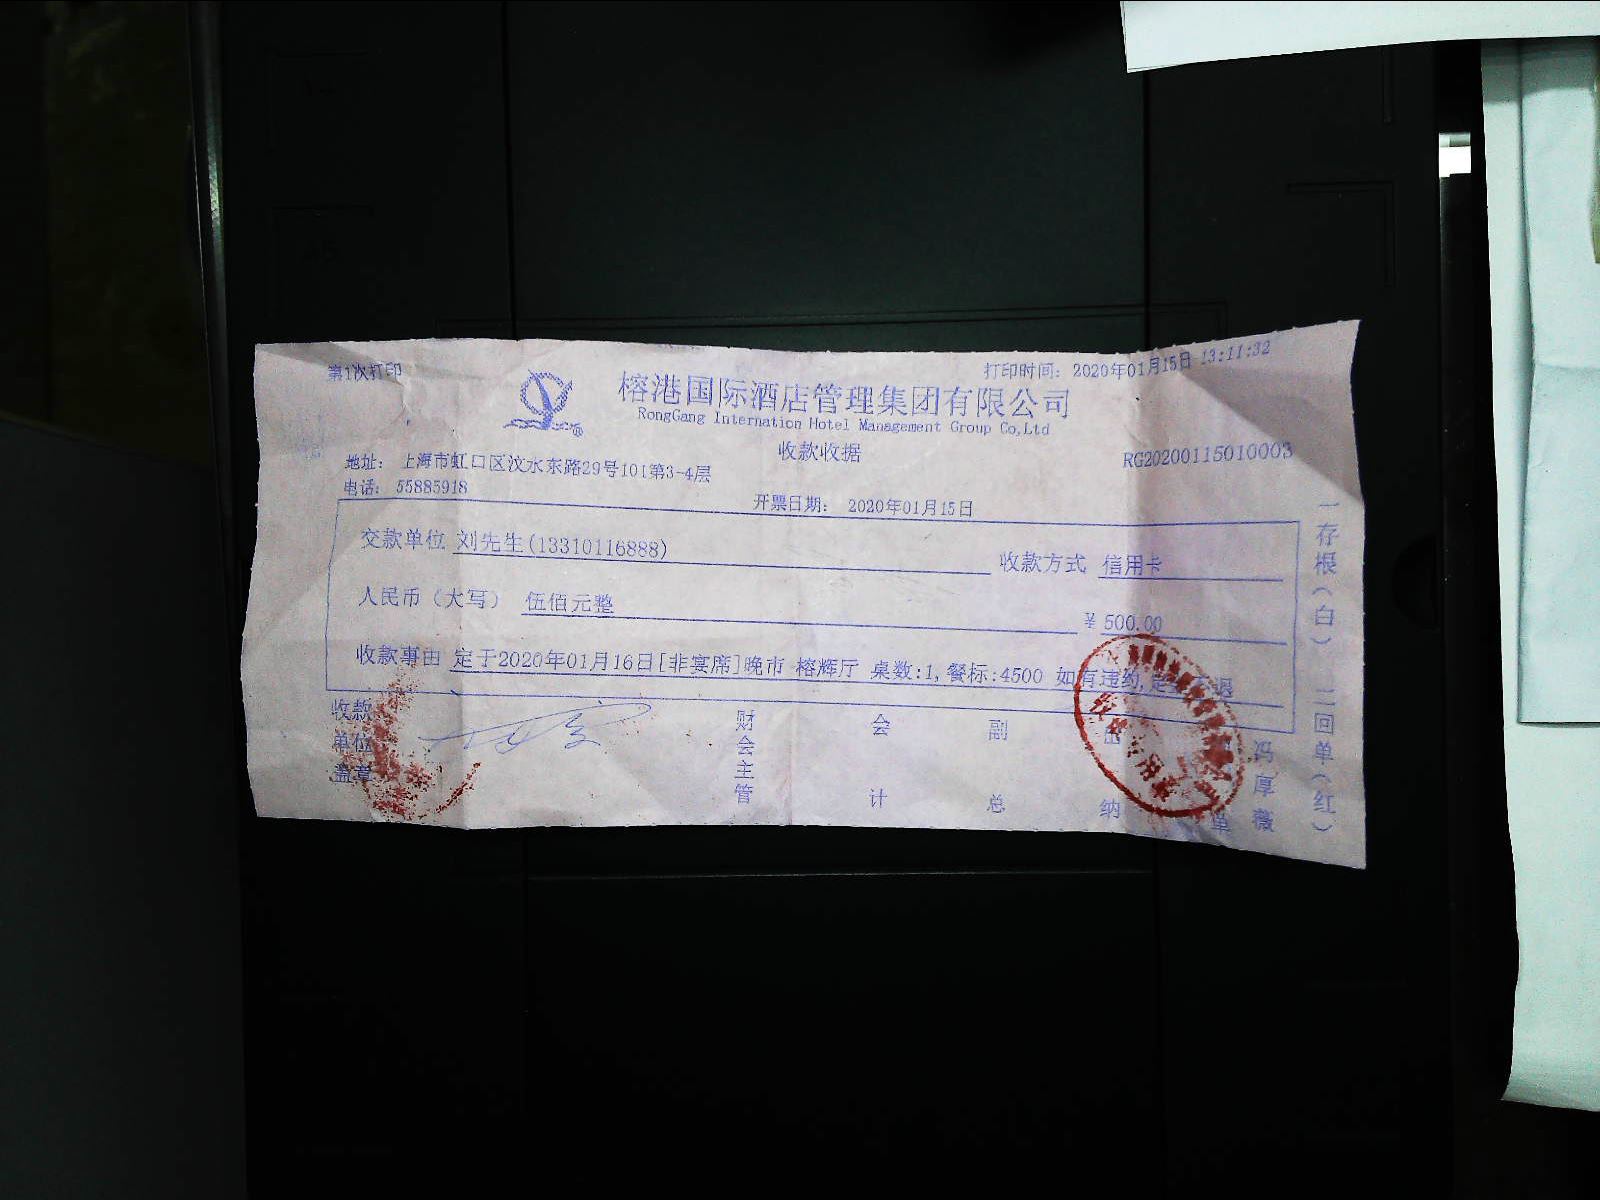 第1次打印
打印时间: 2020年01月15日 13:11:32
榕港国际酒店管理集团有限公司
RongGang Internation Hotel Management Group Co,Ltd
收款收据
RG20200115010003
地址: 上海市虹口区汶水东路29号101第3-4层
电话: 55885918
开票日期: 2020年01月15日
交款单位 刘先生(13310116888)
收款方式 信用卡
人民币(大写) 伍佰元整
¥ 500.00
收款事由 定于2020年01月16日[非宴席]晚市 榕辉厅 桌数:1,餐标:4500 如有违约,
收款单位盖章
财会主管
会计
副总
出纳
单
冯厚薇
一存根(白) 二回单(红)